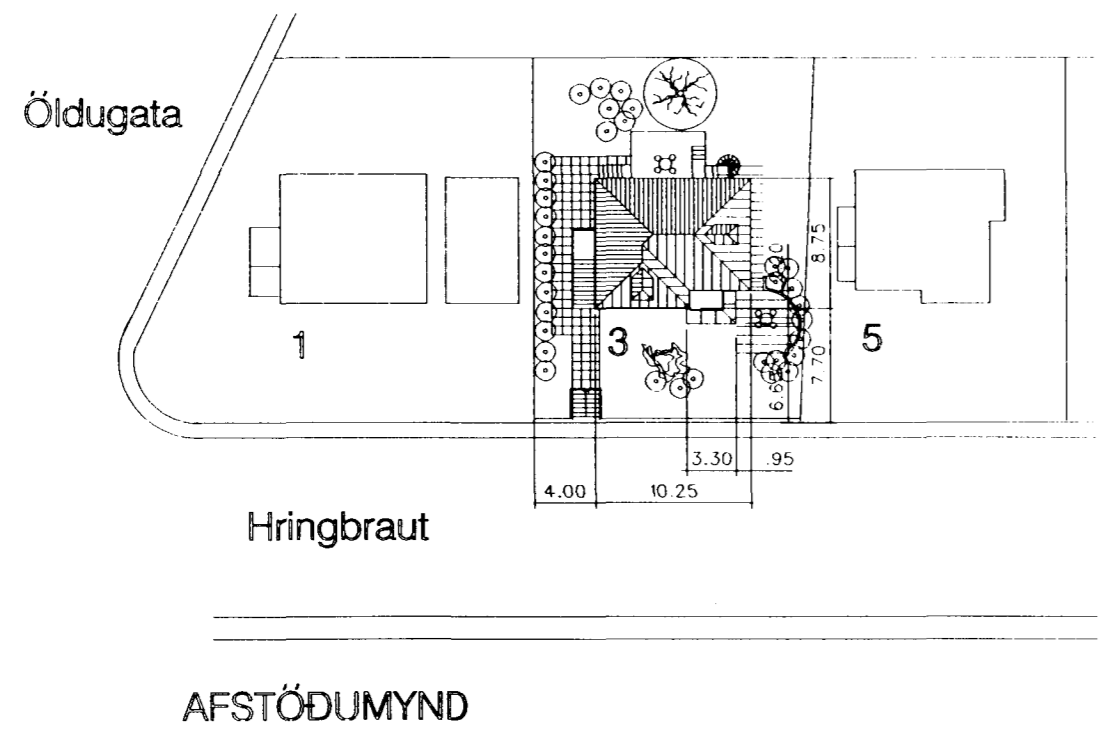 Öldugata
1
3
5
8.75
7.70
3.30 .95
4.00 10.25
Hringbraut
AFSTÖÐUMYND